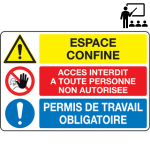 ESPACE
CONFINE
ACCES INTERDIT
A TOUTE PERSONNE
NON AUTORISEE
PERMIS DE TRAVAIL
OBLIGATOIRE